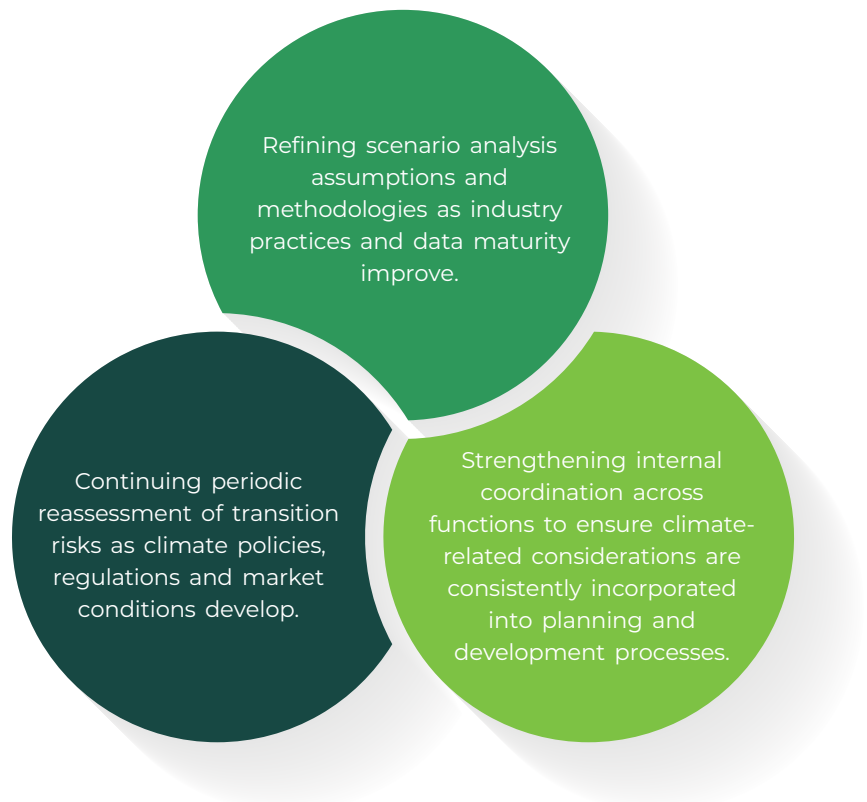 Refining scenario analysis
assumptions and
methodologies as industry
practices and data maturity
improve.
Continuing periodic
reassessment of transition
risks as climate policies,
regulations and market
conditions develop.
Strengthening internal
coordination across
functions to ensure climate-
related considerations are
consistently incorporated
into planning and
development processes.